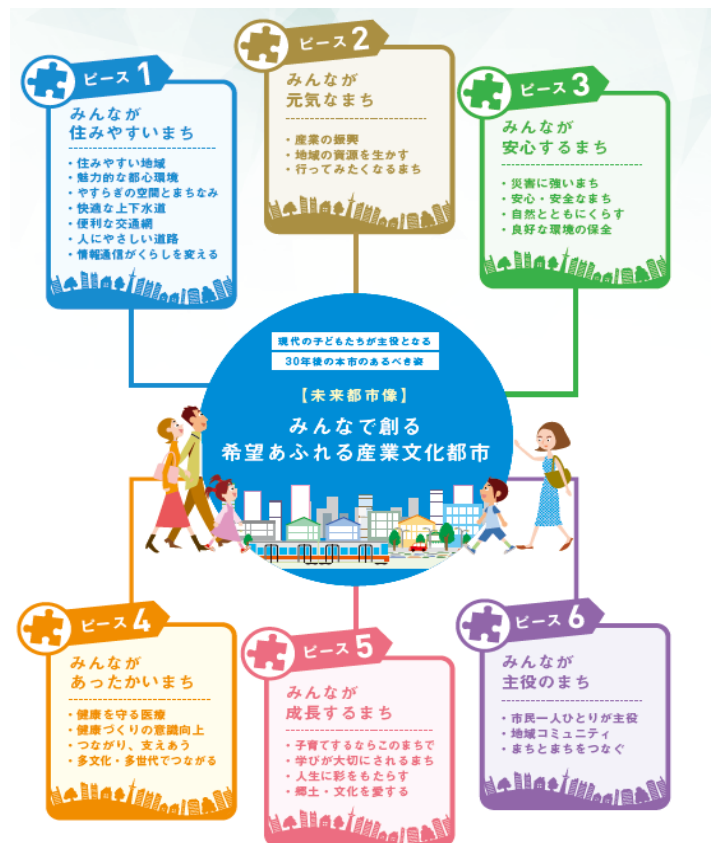 ピース1
みんなが
住みやすいまち
・住みやすい地域
・魅力的な都心環境
・やすらぎの空間とまちなみ
・快適な上下水道
・便利な交通網
・人にやさしい道路
・情報通信がくらしを変える
ピース2
みんなが
元気なまち
・産業の振興
・地域の資源を生かす
・行ってみたくなるまち
ピース3
みんなが
安心するまち
・災害に強いまち
・安心・安全なまち
・自然とともにくらす
・良好な環境の保全
現代の子どもたちが主役となる
30年後の本市のあるべき姿
【未来都市像】
みんなで創る
希望あふれる産業文化都市
ピース4
みんなが
あったかいまち
・健康を守る医療
・健康づくりの意識向上
・つながり、支えあう
・多文化・多世代でつながる
ピース5
みんなが
成長するまち
・子育てするならこのまちで
・学びが大切にされるまち
・人生に彩をもたらす
・郷土・文化を愛する
ピース6
みんなが
主役のまち
・市民一人ひとりが主役
・地域コミュニティ
・まちとまちをつなぐ